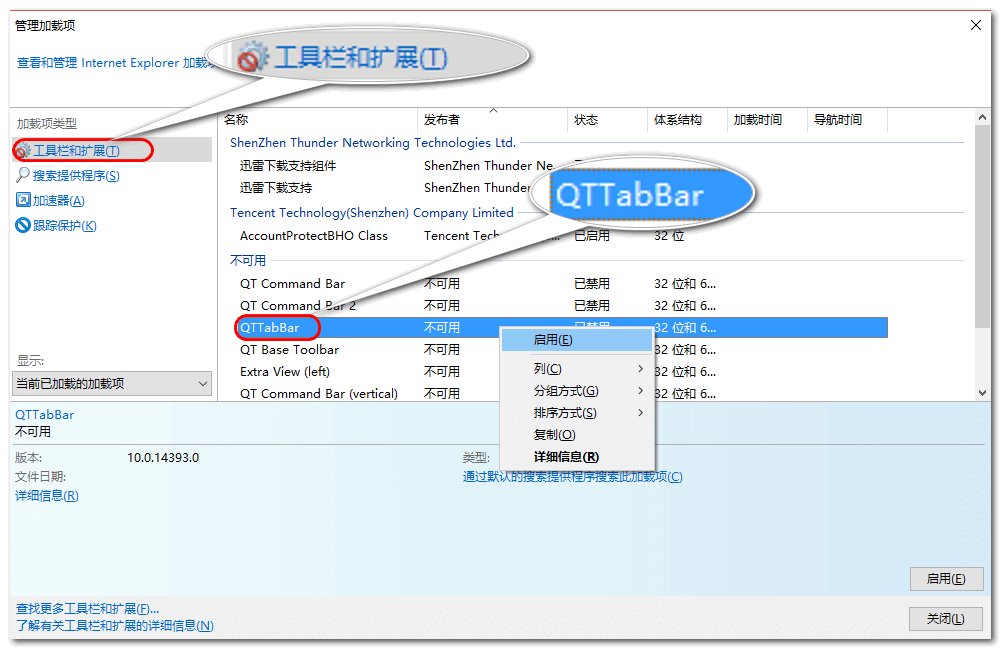 管理加载项
查看和管理 Internet Explorer 加载
工具栏和扩展(T)
加载项类型
工具栏和扩展(T)
搜索提供程序(S)
加速器(A)
跟踪保护(K)
显示:
当前已加载的加载项
名称 发布者 状态 体系结构 加载时间 导航时间
ShenZhen Thunder Networking Technologies Ltd.
迅雷下载支持组件 ShenZhen Thunder Ne
迅雷下载支持 ShenZhen Thunder
QTTabBar
Tencent Technology(Shenzhen) Company Limited
AccountProtectBHO Class Tencent 已启用 32 位
不可用
QT Command Bar 不可用 已禁用 32 位和 6...
QT Command Bar 2 不可用 已禁用 32 位和 6...
QTTabBar 不可用 已禁用 32 位和 6...
QT Base Toolbar 不可用 32 位和 6...
Extra View (left) 不可用 32 位和 6...
QT Command Bar (vertical) 不可用 32 位和 6...
启用(E)
列(C)
分组方式(G)
排序方式(S)
复制(O)
详细信息(R)
QTTabBar
不可用
版本: 10.0.14393.0 类型:
文件日期: 通过默认的搜索提供程序搜索此加载项(C)
详细信息(R)
启用(E)
查找更多工具栏和扩展(F)...
了解有关工具栏和扩展的详细信息(N)
关闭(L)